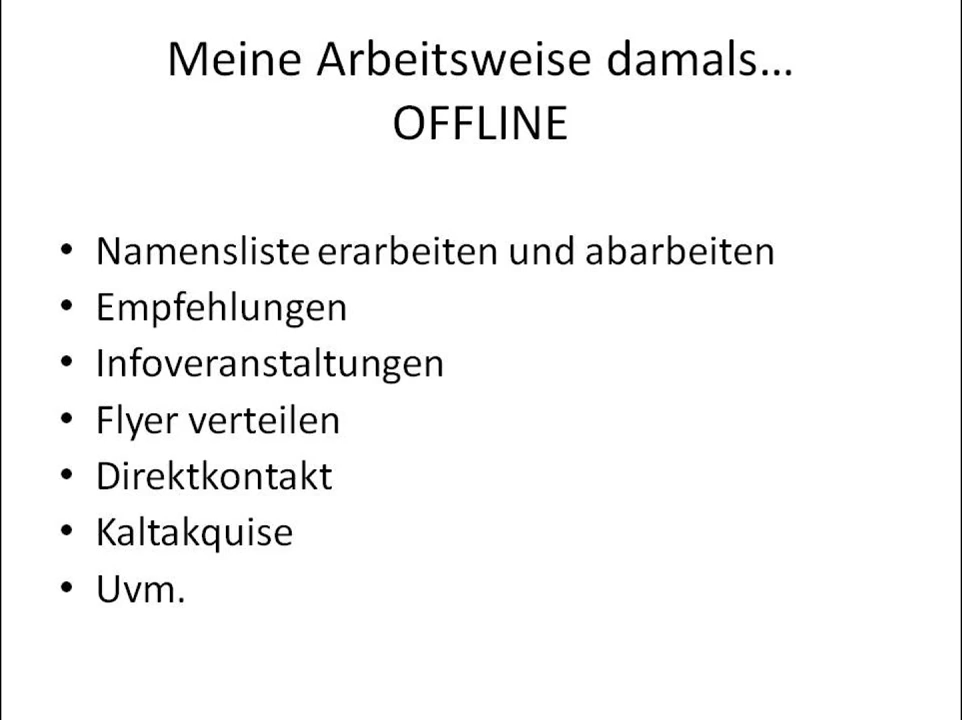 Meine Arbeitsweise damals...
OFFLINE
• Namensliste erarbeiten und abarbeiten
• Empfehlungen
• Infoveranstaltungen
• Flyer verteilen
• Direktkontakt
• Kaltakquise
• Uvm.